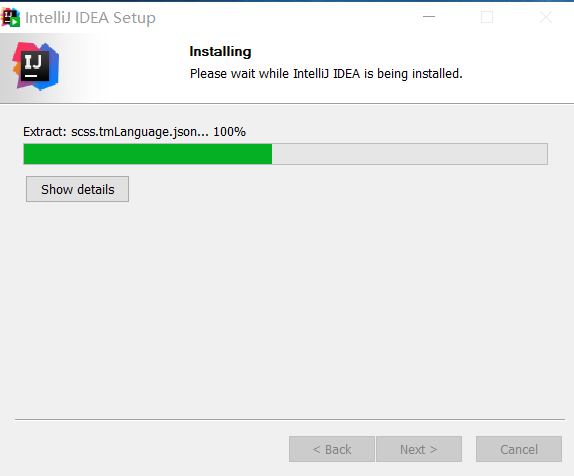 IntelliJ IDEA Setup
IJ
Installing
Please wait while IntelliJ IDEA is being installed.
Extract: scss.tmLanguage.json... 100%
Show details
< Back
Next >
Cancel